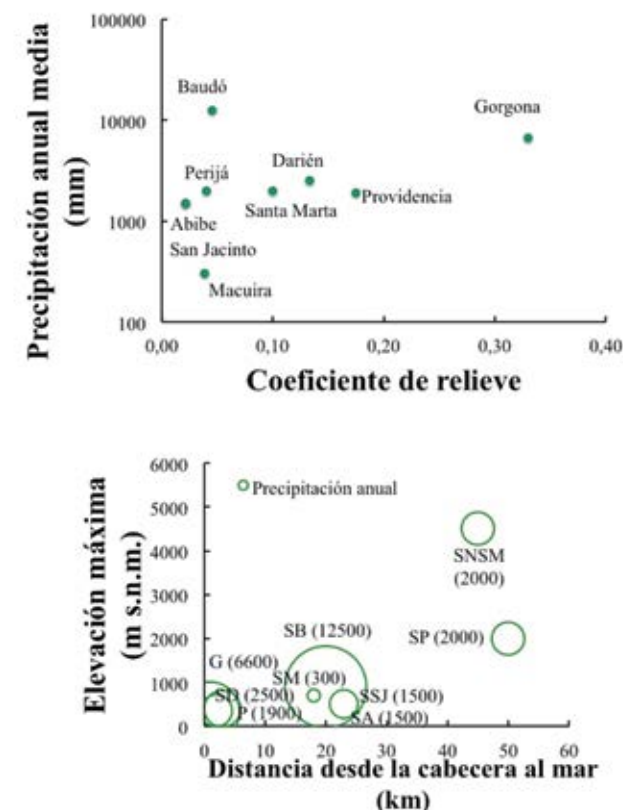 Precipitación anual media
(mm)
100000
10000
1000
100
Baudó
Gorgona
Perijá
Darién
Abibe
Santa Marta
Providencia
San Jacinto
Macuira
0,00
0,10
0,20
0,30
0,40
Coeficiente de relieve
Elevación máxima
(m s.n.m.)
6000
5000
4000
3000
2000
1000
0
Precipitación anual
SNSM
(2000)
SP (2000)
SB (12500)
G (6600)
SM (300)
SD (2500)
SSJ (1500)
P (1900)
SA (1500)
0
10
20
30
40
50
60
Distancia desde la cabecera al mar
(km)